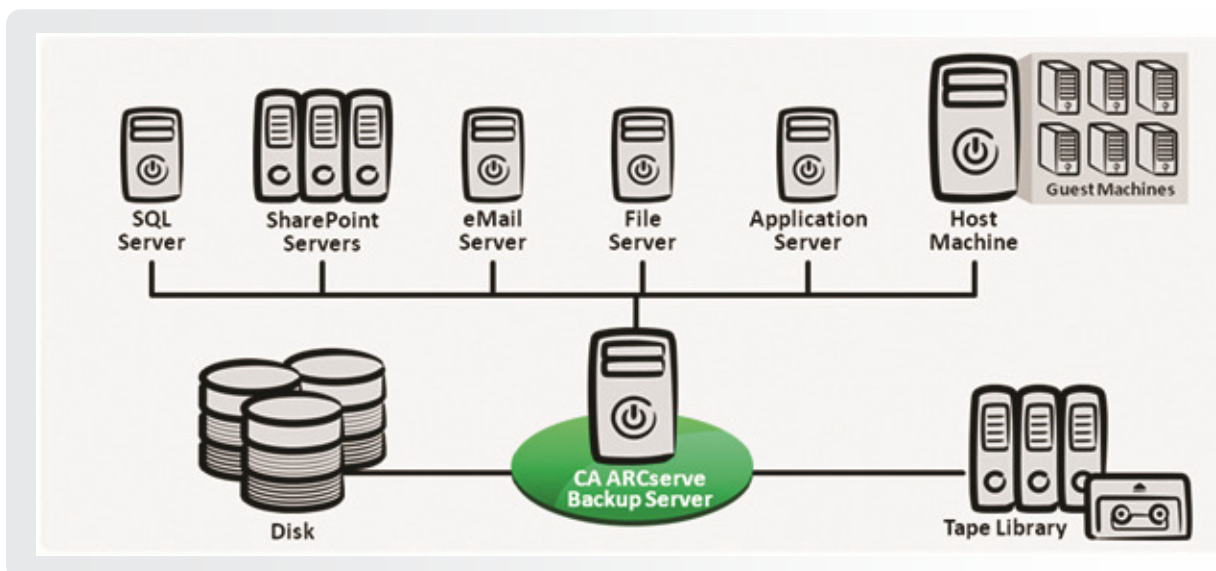 Guest Machines
SQL
Server
SharePoint
Servers
eMail
Server
File
Server
Application
Server
Host
Machine
CA ARCserve
Backup Server
Disk
Tape Library